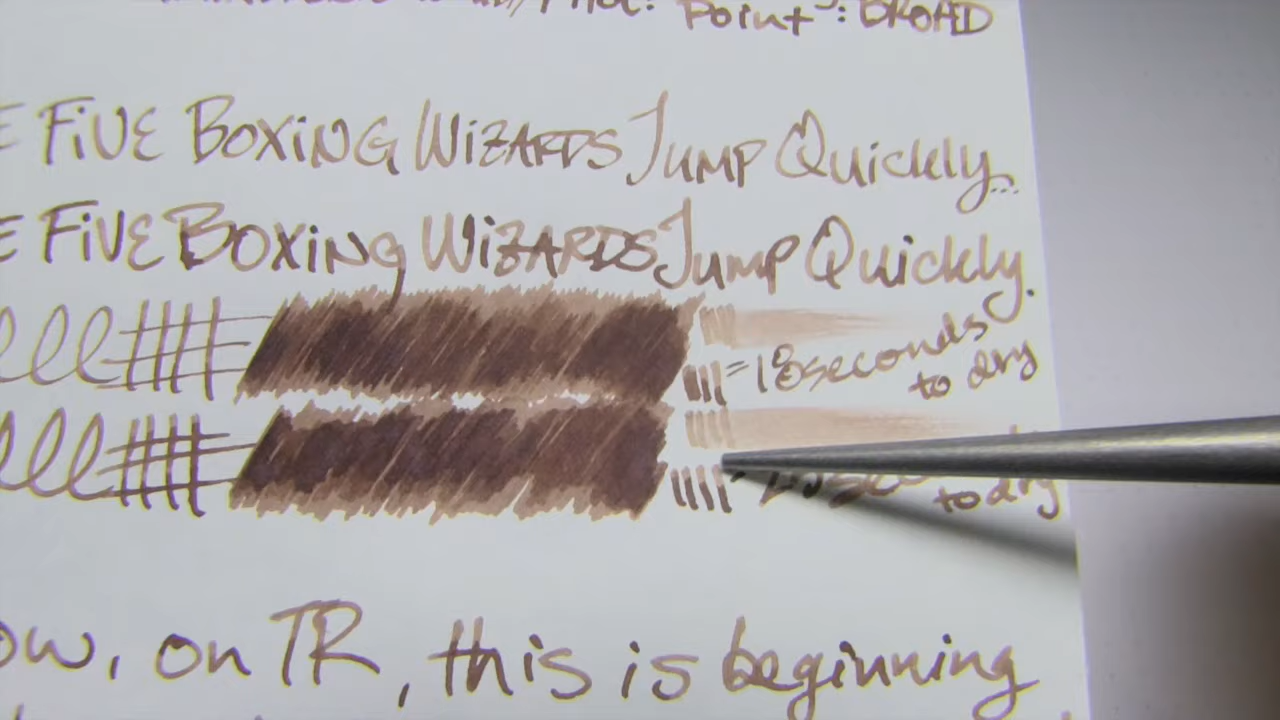 Point: BROAD
FiVE BOXiNG WiZARDS JUMP Quickly...
FiVE BOXiNg WiZARDS JUMP Quickly.
= 18 seconds
to dry
to dry
on TR, this is beginning